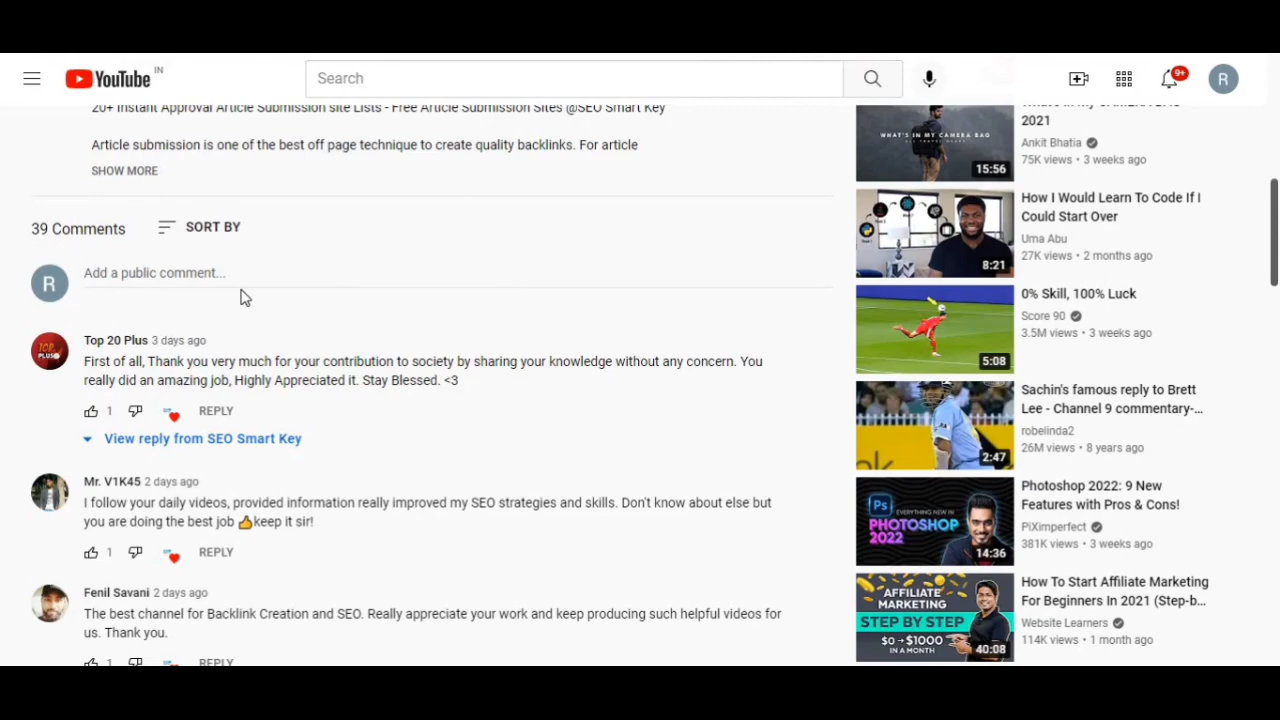 YouTube IN
Search
9+
R
20+ Instant Approval Article Submission site Lists - Free Article Submission Sites @SEO Smart Key
Article submission is one of the best off page technique to create quality backlinks. For article
SHOW MORE
39 Comments SORT BY
R
Add a public comment...
Top 20 Plus 3 days ago
First of all, Thank you very much for your contribution to society by sharing your knowledge without any concern. You
really did an amazing job, Highly Appreciated it. Stay Blessed. <3
1 REPLY
View reply from SEO Smart Key
Mr. V1K45 2 days ago
I follow your daily videos, provided information really improved my SEO strategies and skills. Don't know about else but
you are doing the best job 👍keep it sir!
1 REPLY
Fenil Savani 2 days ago
The best channel for Backlink Creation and SEO. Really appreciate your work and keep producing such helpful videos for
us. Thank you.
1 REPLY
WHAT'S IN MY CAMERA BAG
15:56
2021
Ankit Bhatia
75K views • 3 weeks ago
8:21
How I Would Learn To Code If I
Could Start Over
Uma Abu
27K views • 2 months ago
5:08
0% Skill, 100% Luck
Score 90
3.5M views • 3 weeks ago
2:47
Sachin's famous reply to Brett
Lee - Channel 9 commentary-...
robelinda2
26M views • 8 years ago
Ps
EVERYTHING NEW IN
PHOTOSHOP
2022
14:36
Photoshop 2022: 9 New
Features with Pros & Cons!
PiXimperfect
381K views • 3 weeks ago
AFFILIATE
MARKETING
STEP BY STEP
$0 → $1000
IN A MONTH
40:08
How To Start Affiliate Marketing
For Beginners In 2021 (Step-b...
Website Learners
114K views • 1 month ago